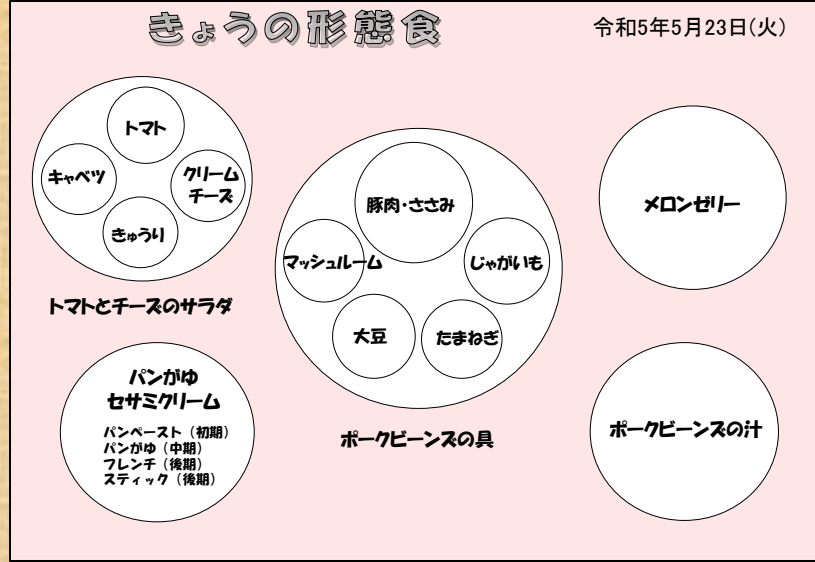 きょうの形態食
令和5年5月23日(火)
トマト
キャベツ
クリーム
チーズ
きゅうり
トマトとチーズのサラダ
豚肉・ささみ
マッシュルーム
じゃがいも
大豆
たまねぎ
ポークビーンズの具
メロンゼリー
パンがゆ
セサミクリーム
パンペースト（初期）
パンがゆ（中期）
フレンチ（後期）
スティック（後期）
ポークビーンズの汁